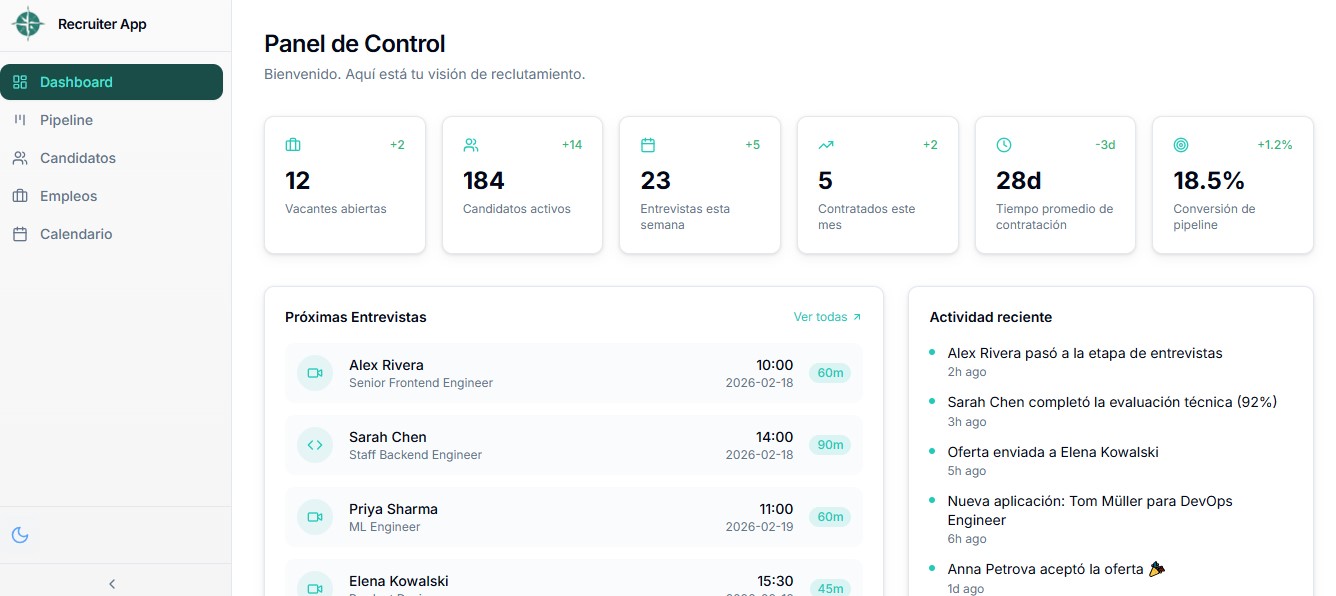 Recruiter App
Dashboard
Pipeline
Candidatos
Empleos
Calendario
Panel de Control
Bienvenido. Aquí está tu visión de reclutamiento.
+2
12
Vacantes abiertas
+14
184
Candidatos activos
+5
23
Entrevistas esta
semana
+2
5
Contratados este
mes
-3d
28d
Tiempo promedio de
contratación
+1.2%
18.5%
Conversión de
pipeline
Próximas Entrevistas
Ver todas
Alex Rivera
Senior Frontend Engineer
10:00
2026-02-18
60m
Sarah Chen
Staff Backend Engineer
14:00
2026-02-18
90m
Priya Sharma
ML Engineer
11:00
2026-02-19
60m
Elena Kowalski
15:30
45m
Actividad reciente
Alex Rivera pasó a la etapa de entrevistas
2h ago
Sarah Chen completó la evaluación técnica (92%)
3h ago
Oferta enviada a Elena Kowalski
5h ago
Nueva aplicación: Tom Müller para DevOps
Engineer
6h ago
Anna Petrova aceptó la oferta 🎉
1d ago